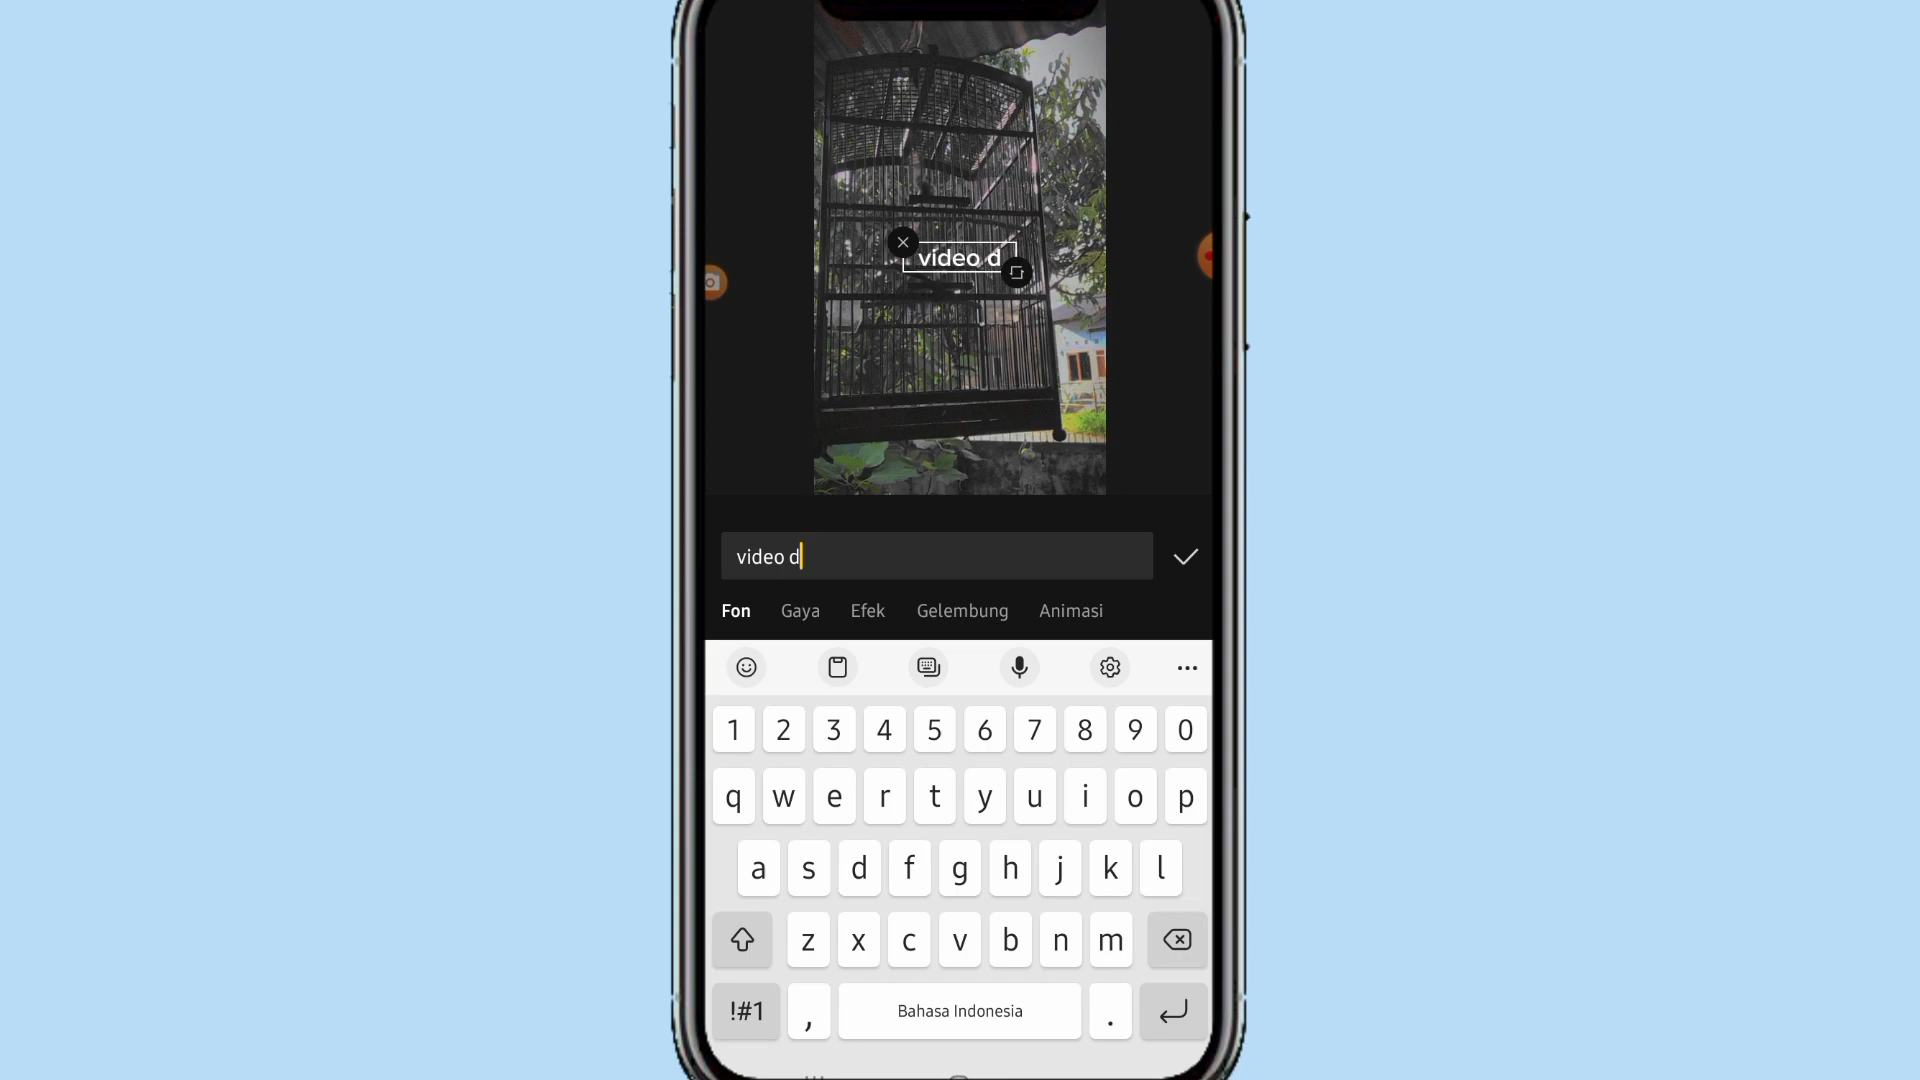 video d
video d
Fon Gaya Efek Gelembung Animasi
1 2 3 4 5 6 7 8 9 0
q w e r t y u i o p
a s d f g h j k l
z x c v b n m
!#1 , Bahasa Indonesia .